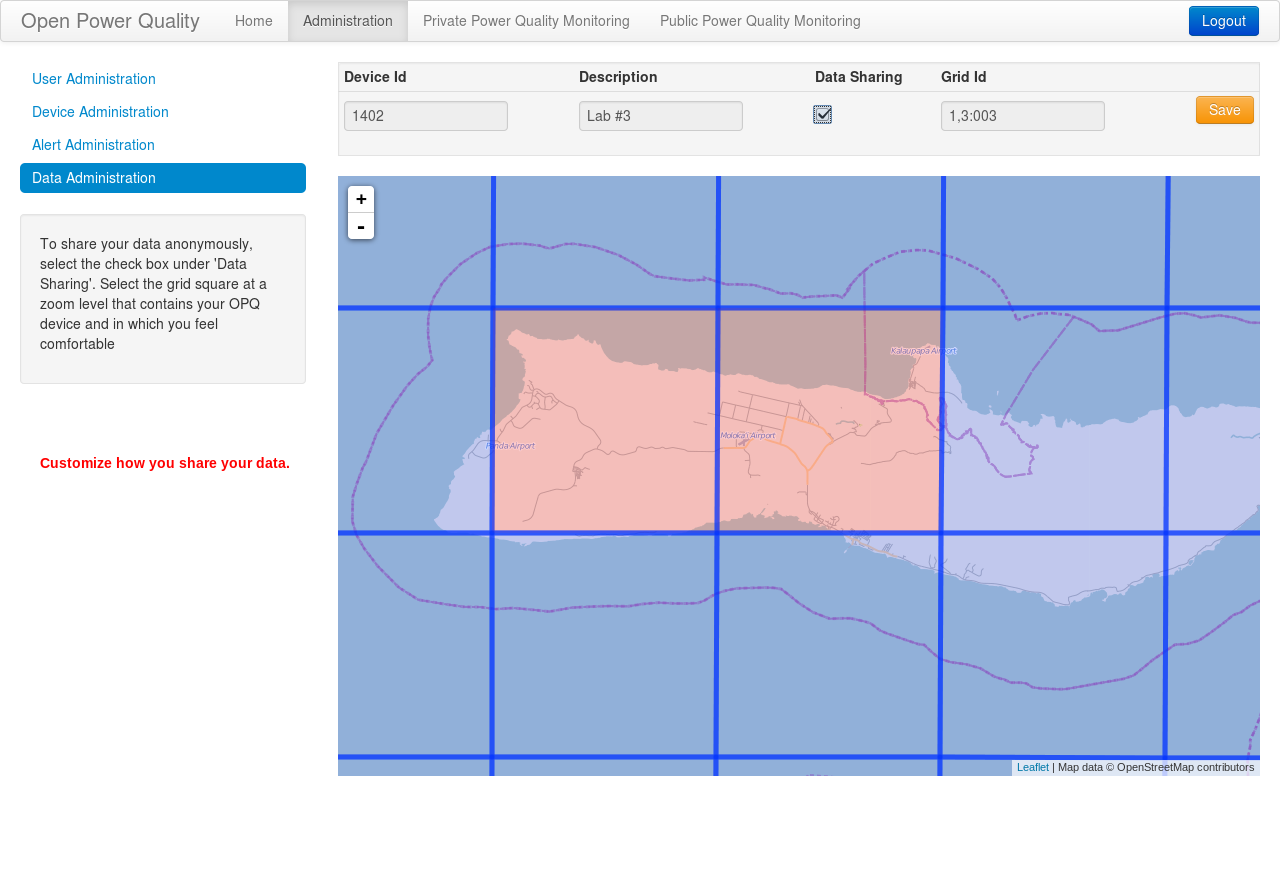 Open Power Quality Home Administration Private Power Quality Monitoring Public Power Quality Monitoring Logout
User Administration
Device Administration
Alert Administration
Data Administration
To share your data anonymously,
select the check box under 'Data
Sharing'. Select the grid square at a
zoom level that contains your OPQ
device and in which you feel
comfortable
Customize how you share your data.
Device Id Description Data Sharing Grid Id
1402 Lab #3 1,3:003 Save
+
-
Kalaupapa Airport
Moloka'i Airport
Airport
Leaflet | Map data © OpenStreetMap contributors